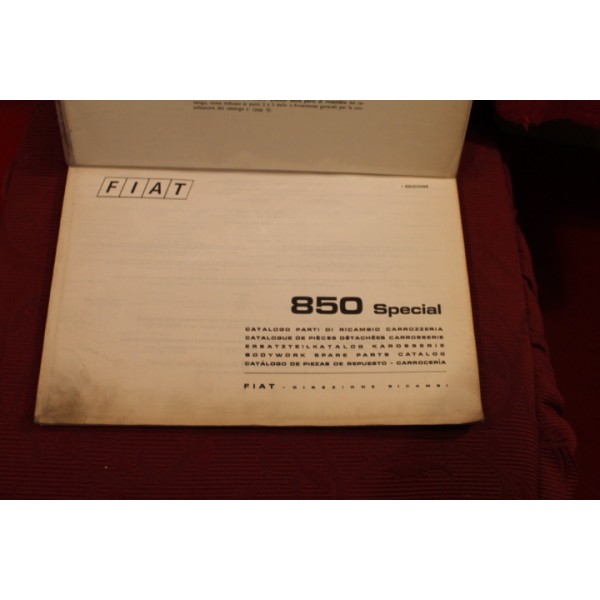 FIAT
I EDIZIONE
850 Special
CATALOGO PARTI DI RICAMBIO CARROZZERIA
CATALOGUE DE PIÈCES DÉTACHÉES CARROSSERIE
ERSATZTEILKATALOG KAROSSERIE
BODYWORK SPARE PARTS CATALOG
CATÁLOGO DE PIEZAS DE REPUESTO - CARROCERÍA
FIAT - DIVISIONE RICAMBI